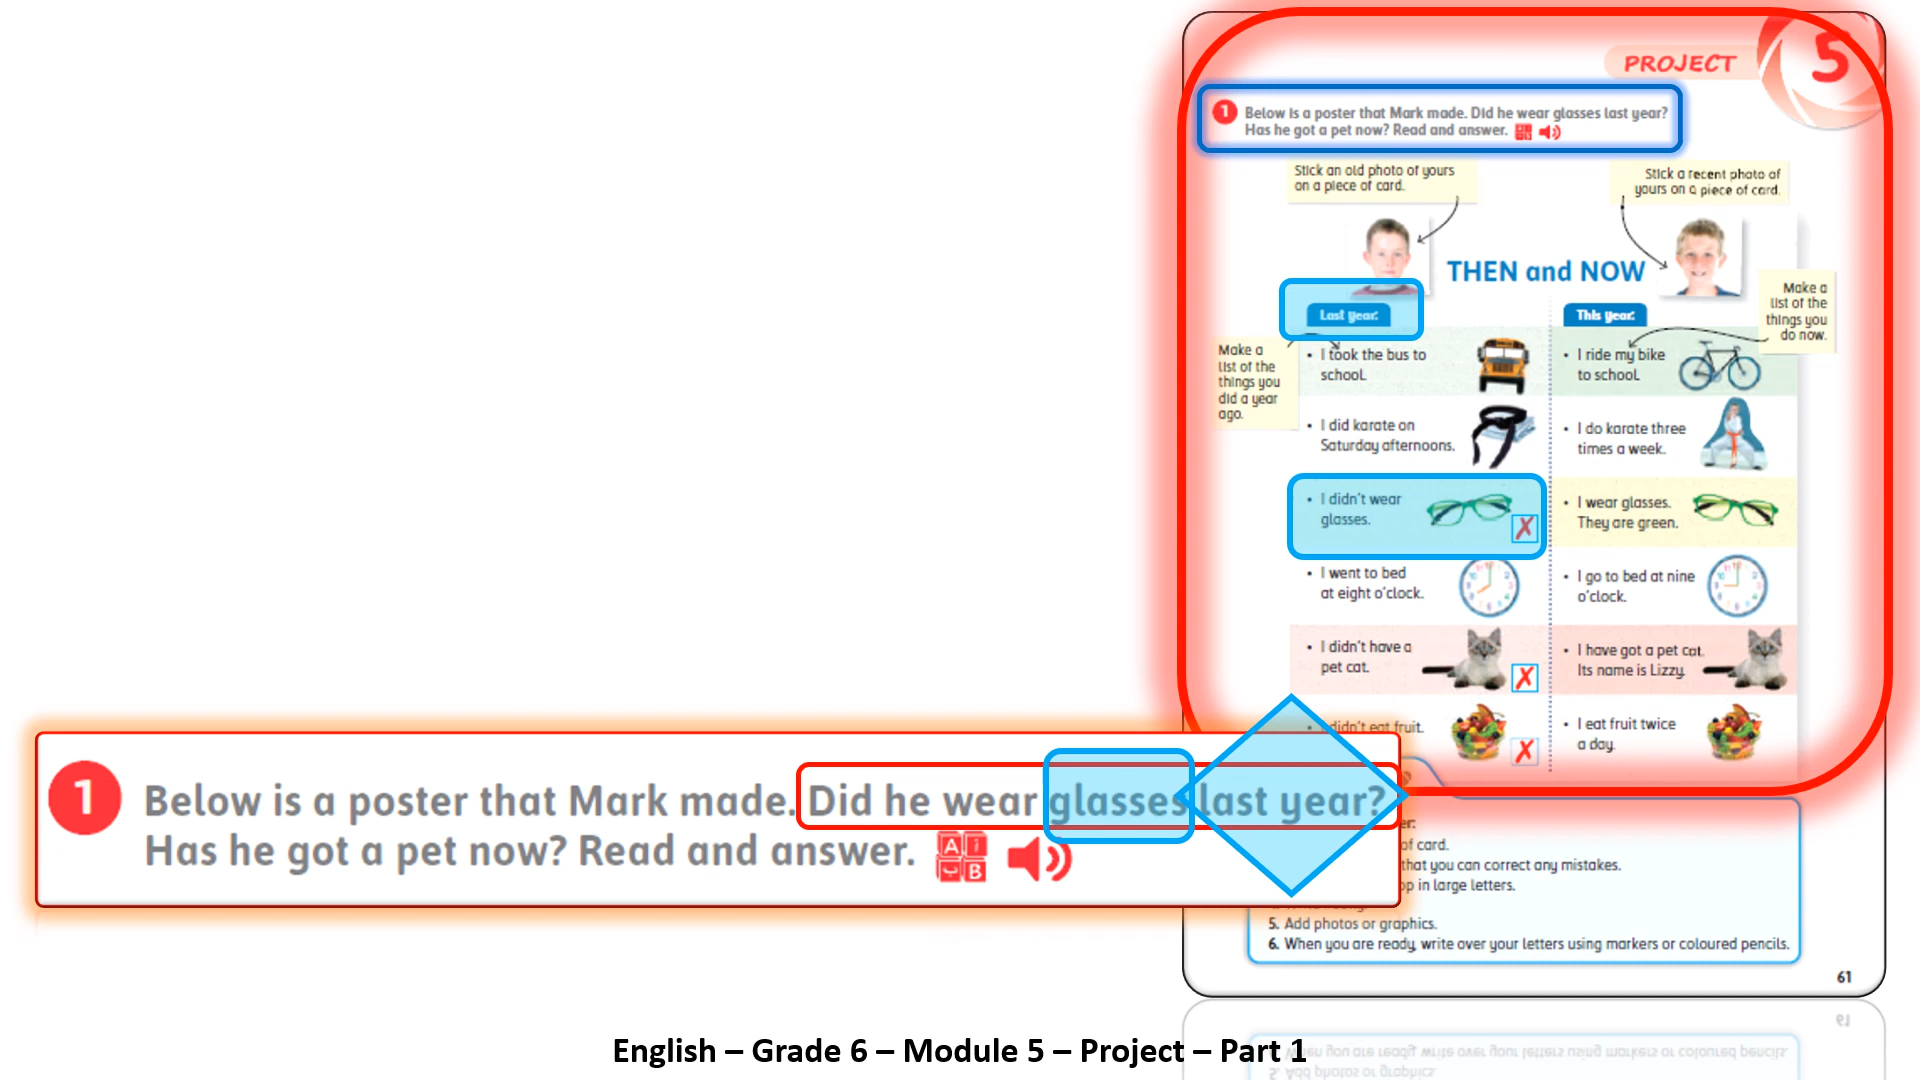 PROJECT 5
1 Below is a poster that Mark made. Did he wear glasses last year?
Has he got a pet now? Read and answer.
Stick an old photo of yours
on a piece of card.
Stick a recent photo of
yours on a piece of card.
THEN and NOW
Last year:
This year:
Make a
list of the
things you
do now.
Make a
list of the
things you
did a year
ago.
• I took the bus to
school.
• I ride my bike
to school.
• I did karate on
Saturday afternoons.
• I do karate three
times a week.
• I didn't wear
glasses.
• I wear glasses.
They are green.
• I went to bed
at eight o'clock.
• I go to bed at nine
o'clock.
• I didn't have a
pet cat.
• I have got a pet cat.
Its name is Lizzy.
didn't eat fruit.
• I eat fruit twice
a day.
1 Below is a poster that Mark made. Did he wear glasses last year?
Has he got a pet now? Read and answer.
A أ
ب B
of card.
that you can correct any mistakes.
in large letters.
5. Add photos or graphics.
6. When you are ready, write over your letters using markers or coloured pencils.
61
English – Grade 6 – Module 5 – Project – Part 1